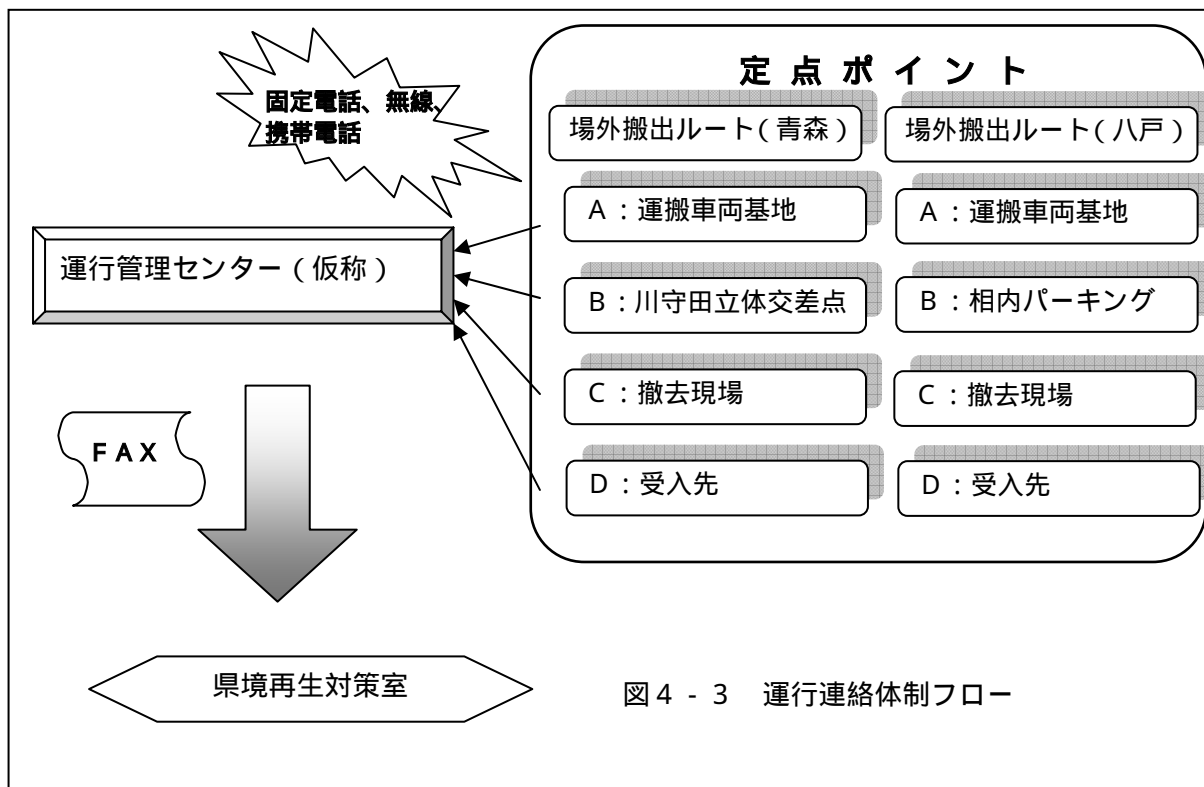 定点ポイント
固定電話、無線、
携帯電話
場外搬出ルート(青森)
場外搬出ルート(八戸)
A:運搬車両基地
A:運搬車両基地
運行管理センター(仮称)
B:川守田立体交差点
B:相内パーキング
C:撤去現場
C:撤去現場
FAX
D:受入先
D:受入先
県境再生対策室
図4-3 運行連絡体制フロー